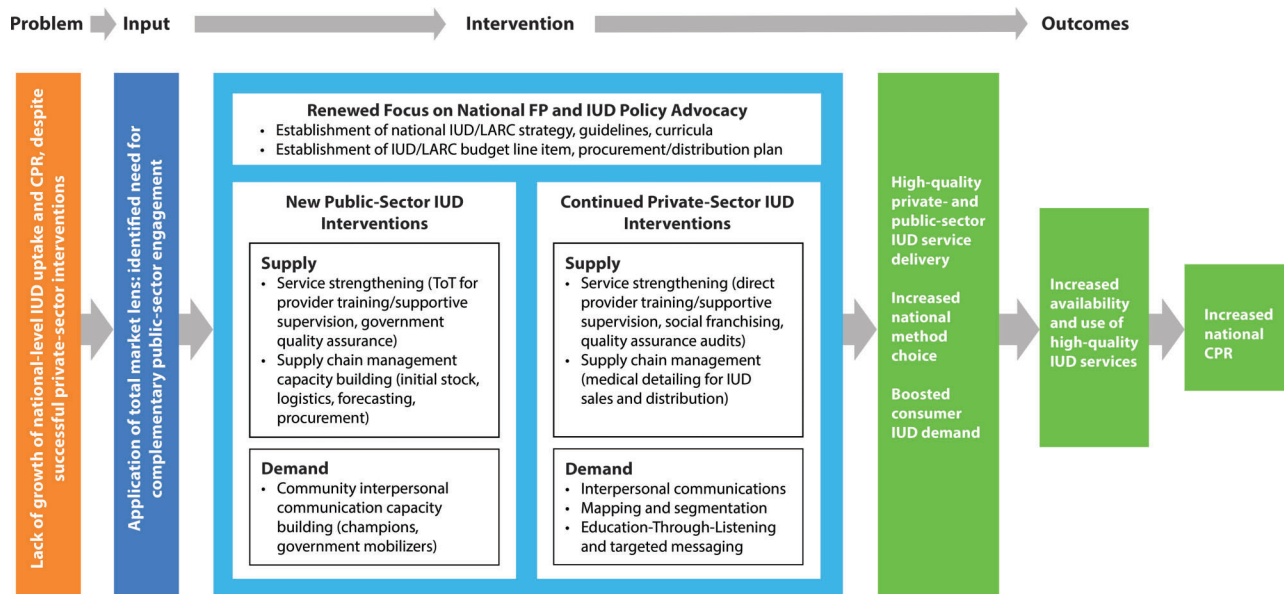 Problem
Input
Intervention
Outcomes
Lack of growth of national-level IUD uptake and CPR, despite
successful private-sector interventions
Application of total market lens: identified need for
complementary public-sector engagement
Renewed Focus on National FP and IUD Policy Advocacy
• Establishment of national IUD/LARC strategy, guidelines, curricula
• Establishment of IUD/LARC budget line item, procurement/distribution plan
New Public-Sector IUD
Interventions
Supply
• Service strengthening (ToT for
provider training/supportive
supervision, government
quality assurance)
• Supply chain management
capacity building (initial stock,
logistics, forecasting,
procurement)
Demand
• Community interpersonal
communication capacity
building (champions,
government mobilizers)
Continued Private-Sector IUD
Interventions
Supply
• Service strengthening (direct
provider training/supportive
supervision, social franchising,
quality assurance audits)
• Supply chain management
(medical detailing for IUD
sales and distribution)
Demand
• Interpersonal communications
• Mapping and segmentation
• Education-Through-Listening
and targeted messaging
High-quality
private- and
public-sector
IUD service
delivery
Increased
national
method
choice
Boosted
consumer
IUD demand
Increased
availability
and use of
high-quality
IUD services
Increased
national
CPR